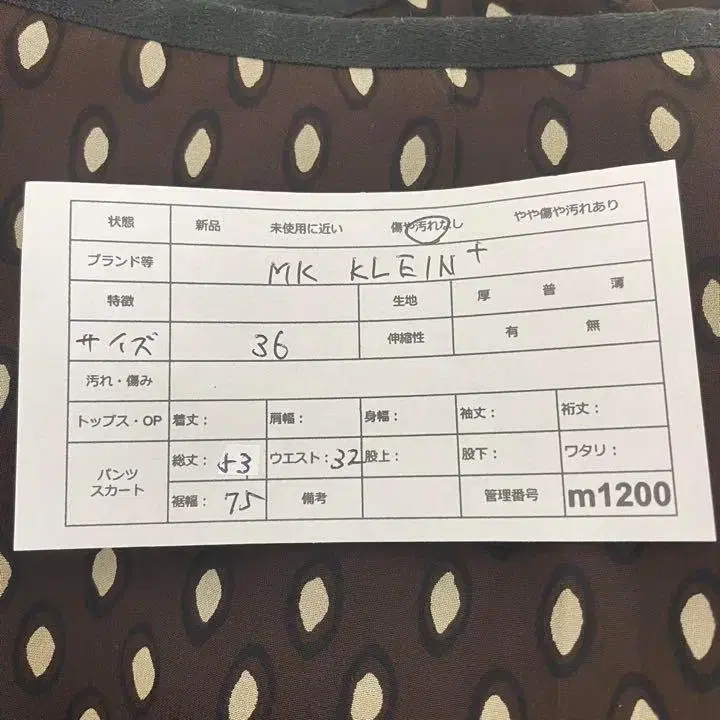 状態 新品 未使用に近い 傷や汚れなし やや傷や汚れあり
ブランド等 MK KLEIN+
特徴 生地 厚 普 薄
サイズ 36 伸縮性 有 無
汚れ・傷み
トップス・OP 着丈： 肩幅： 身幅： 袖丈： 裄丈：
パンツ スカート 総丈：53 ウエスト：32 股上： 股下： ワタリ：
裾幅：75 備考 管理番号 m1200